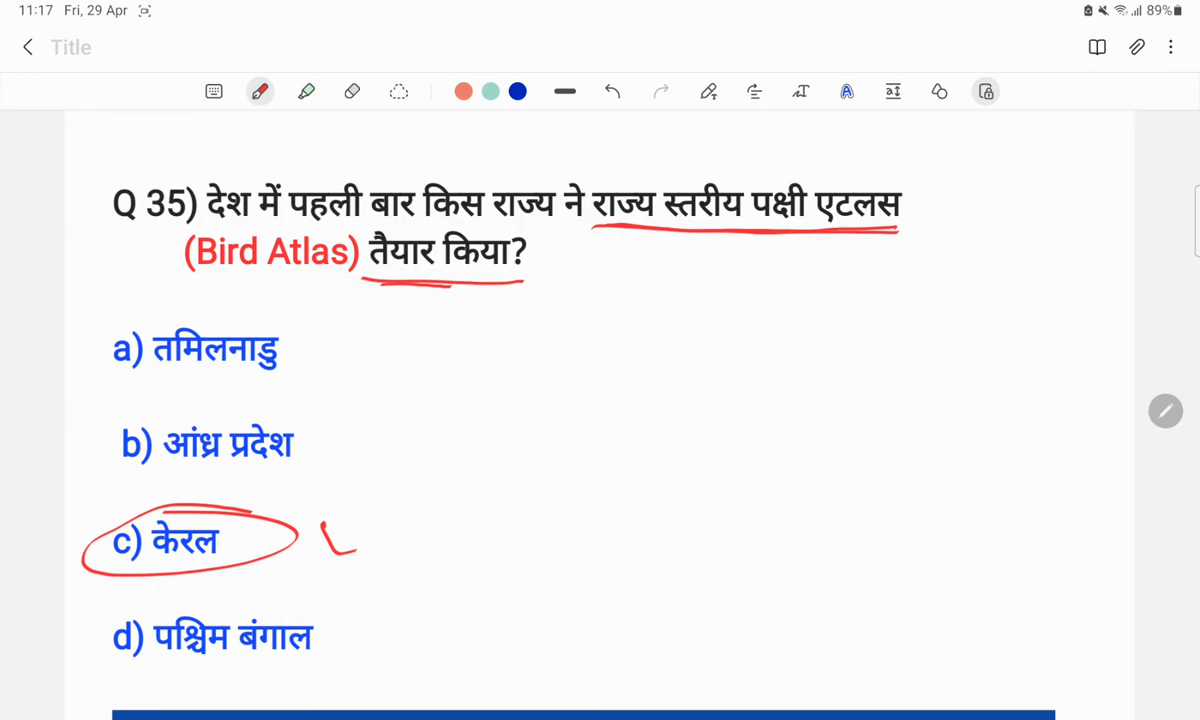 11:17 Fri, 29 Apr 89%
Title
Q 35) देश में पहली बार किस राज्य ने राज्य स्तरीय पक्षी एटलस
(Bird Atlas) तैयार किया?
a) तमिलनाडु
b) आंध्र प्रदेश
c) केरल
d) पश्चिम बंगाल